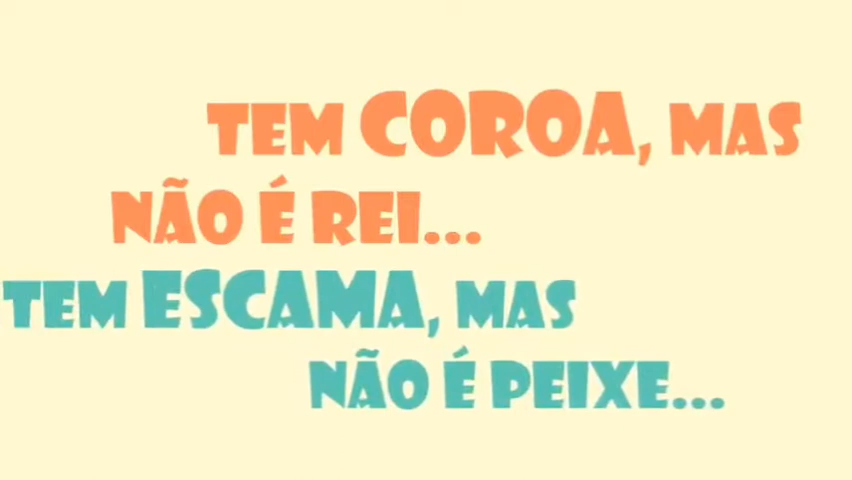 TEM COROA, MAS
NÃO É REI...
TEM ESCAMA, MAS
NÃO É PEIXE...